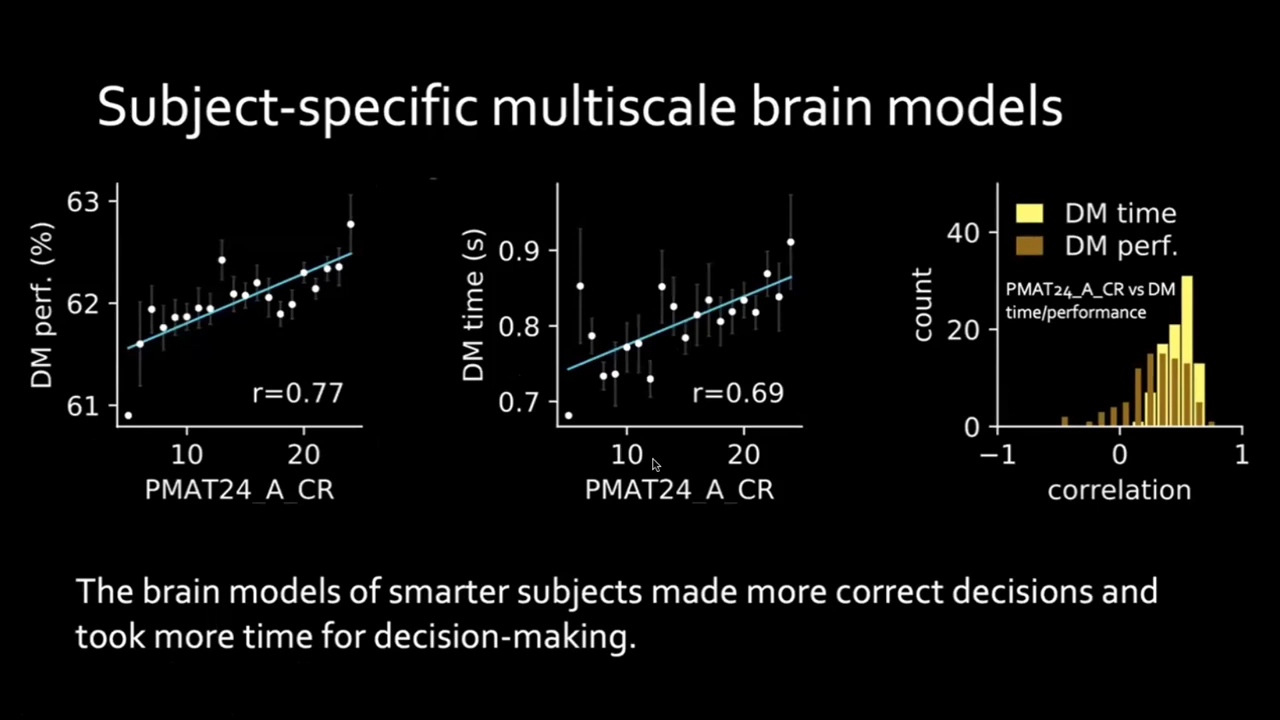 Subject-specific multiscale brain models
63
62
61
DM perf. (%)
r=0.77
10 20
PMAT24_A_CR
0.9
0.8
0.7
DM time (s)
r=0.69
10 20
PMAT24_A_CR
40
20
0
count
DM time
DM perf.
PMAT24_A_CR vs DM
time/performance
−1 0 1
correlation
The brain models of smarter subjects made more correct decisions and
took more time for decision-making.